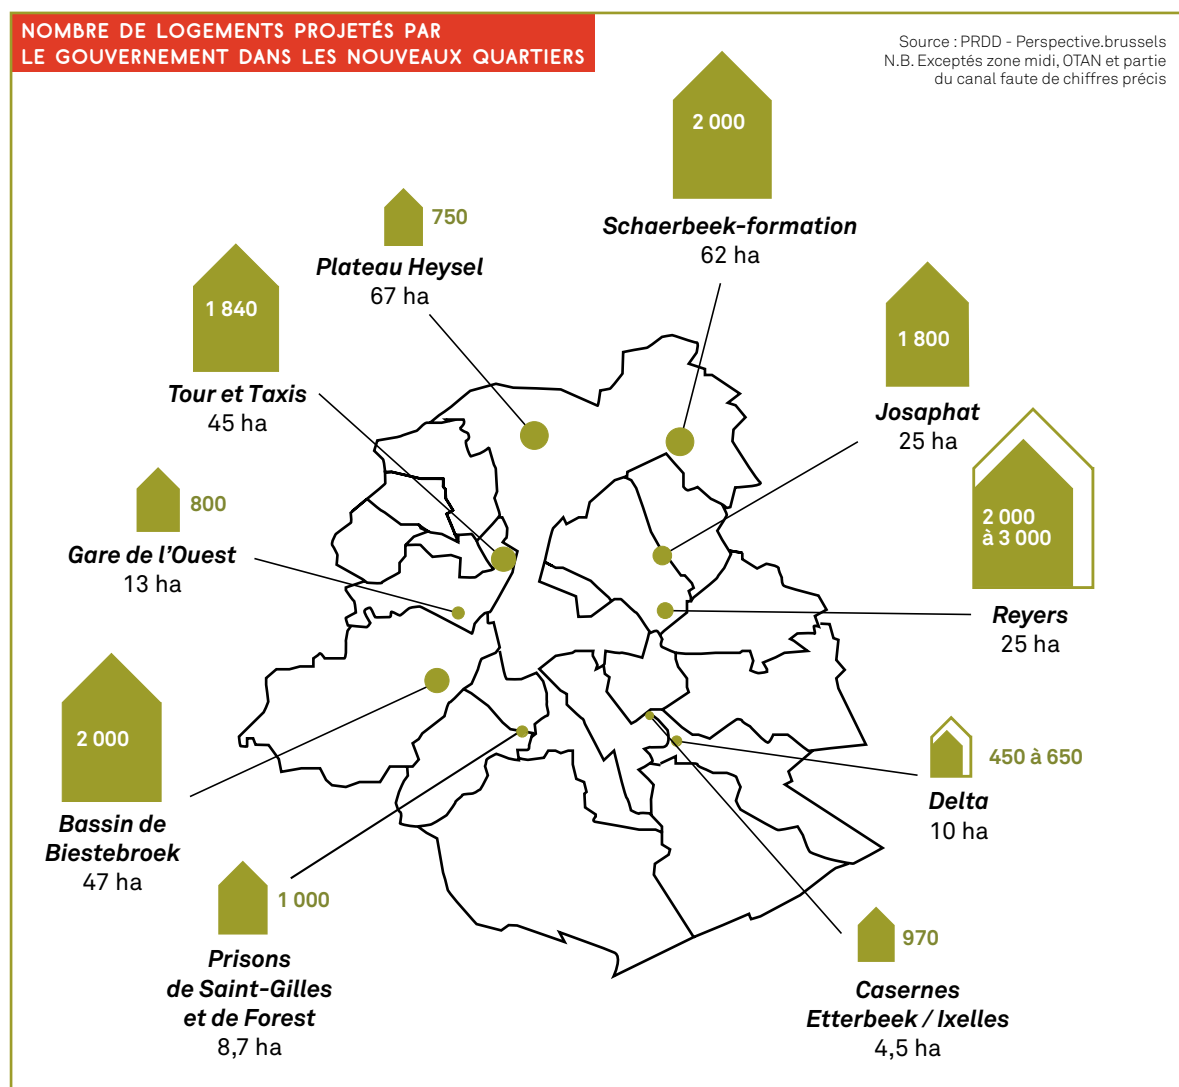 NOMBRE DE LOGEMENTS PROJETÉS PAR
LE GOUVERNEMENT DANS LES NOUVEAUX QUARTIERS
Source : PRDD - Perspective.brussels
N.B. Exceptés zone midi, OTAN et partie
du canal faute de chiffres précis
2 000
Schaerbeek-formation
62 ha
750
Plateau Heysel
67 ha
1 840
Tour et Taxis
45 ha
1 800
Josaphat
25 ha
800
Gare de l'Ouest
13 ha
2 000
à 3 000
Reyers
25 ha
2 000
Bassin de
Biestebroek
47 ha
450 à 650
Delta
10 ha
1 000
Prisons
de Saint-Gilles
et de Forest
8,7 ha
970
Casernes
Etterbeek / Ixelles
4,5 ha